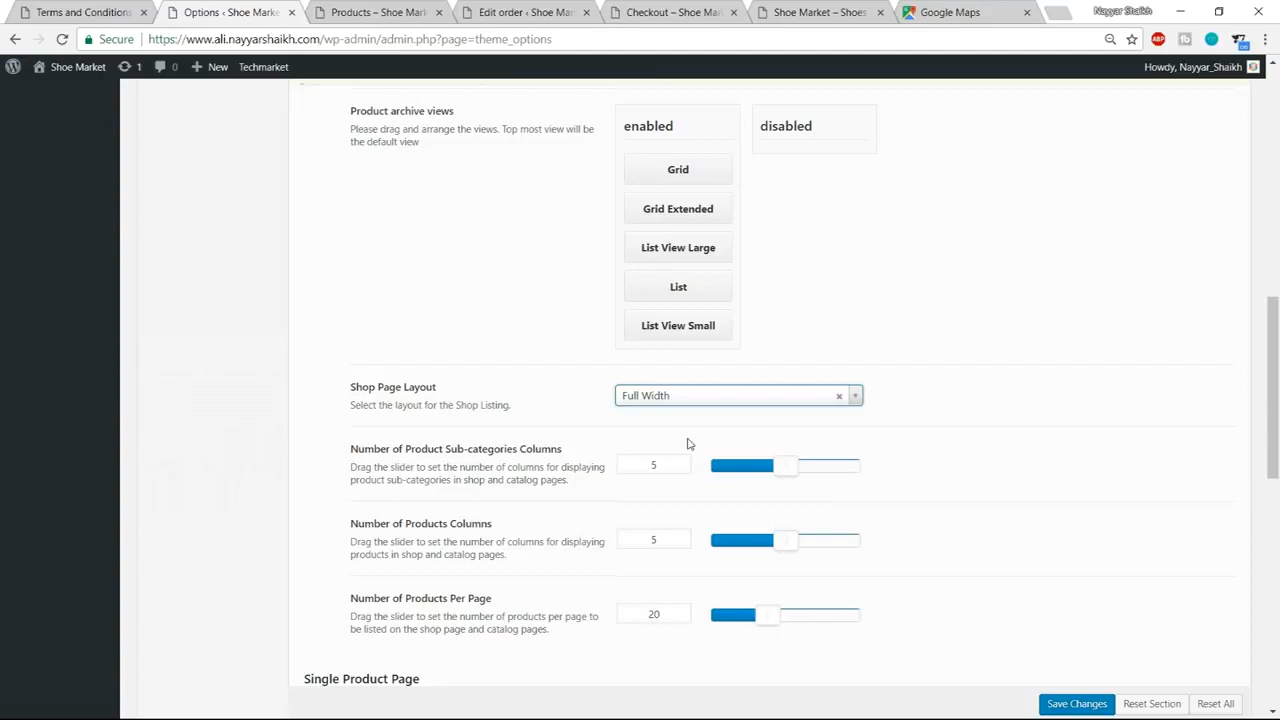 Terms and Conditions
Options ‹ Shoe Marke
Products – Shoe Mark
Edit order ‹ Shoe Mar
Checkout – Shoe Mark
Shoe Market – Shoes
Google Maps
Nayyar Shaikh
Secure
https://www.ali.nayyarshaikh.com/wp-admin/admin.php?page=theme_options
ABP
Shoe Market
1
0
New
Techmarket
Howdy, Nayyar_Shaikh
Product archive views
Please drag and arrange the views. Top most view will be
the default view
enabled
disabled
Grid
Grid Extended
List View Large
List
List View Small
Shop Page Layout
Select the layout for the Shop Listing.
Full Width
Number of Product Sub-categories Columns
Drag the slider to set the number of columns for displaying
product sub-categories in shop and catalog pages.
5
Number of Products Columns
Drag the slider to set the number of columns for displaying
products in shop and catalog pages.
5
Number of Products Per Page
Drag the slider to set the number of products per page to
be listed on the shop page and catalog pages.
20
Single Product Page
Save Changes
Reset Section
Reset All